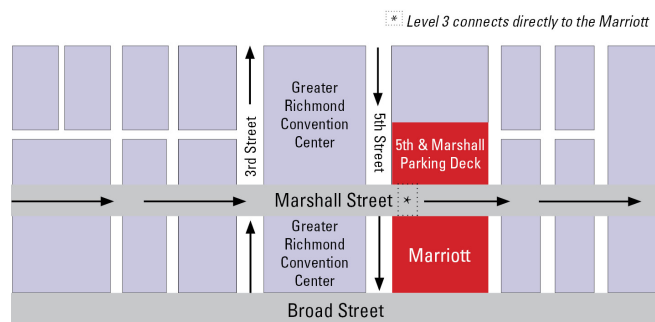 * Level 3 connects directly to the Marriott
Greater
Richmond
Convention
Center
3rd Street
5th Street
5th & Marshall
Parking Deck
Marshall Street
*
Greater
Richmond
Convention
Center
Marriott
Broad Street